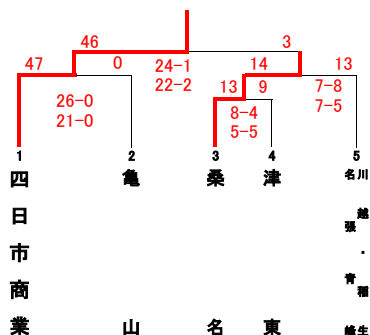 46 3
47 0 24-1 14 13
22-2
26-0 13 9 7-8
21-0 8-4 7-5
5-5
1 2 3 4 5
四日市商業
亀山
桑名
津東
川越・稲生
名張青峰